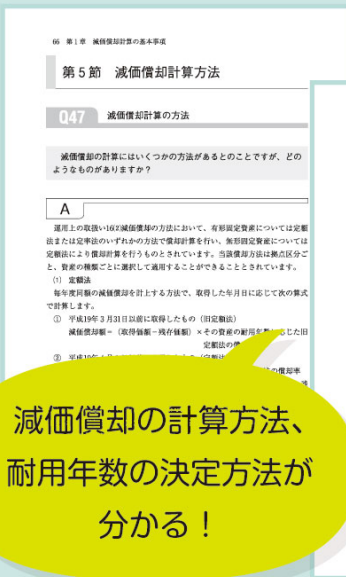 66 第1章 減価償却計算の基本事項
第5節 減価償却計算方法
Q47 減価償却計算の方法
減価償却の計算にはいくつかの方法があるとのことですが、どの
ようなものがありますか?
A
運用上の取扱い16に減価償却の方法において、有形固定資産については定額
法または定率法のいずれかの方法で償却計算を行い、無形固定資産については
定額法により償却計算を行うものとされています。当該償却方法は拠点区分ご
と、資産の種類ごとに選択して適用することができることとされています。
⑴ 定額法
毎年度同額の減価償却を計上する方法で、取得した年月日に応じて次の算式
で計算します。
① 平成19年3月31日以前に取得したもの(旧定額法)
減価償却額=(取得価額-残存価額)×その資産の耐用年数に応じた旧
定額法の償
② 平成19年
の償却率
減価償却の計算方法、
耐用年数の決定方法が
分かる!